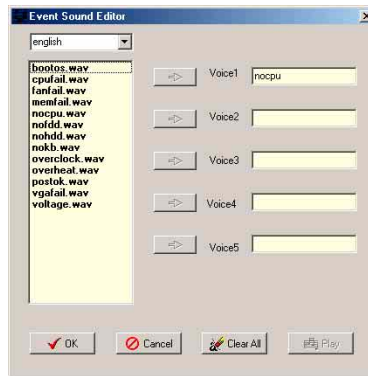 Event Sound Editor
english
bootos.wav
cpufail.wav
fanfail.wav
memfail.wav
nocpu.wav
nofdd.wav
nohdd.wav
nokb.wav
overclock.wav
overheat.wav
postok.wav
vgafail.wav
voltage.wav
Voice1 nocpu
Voice2
Voice3
Voice4
Voice5
OK Cancel Clear All Play